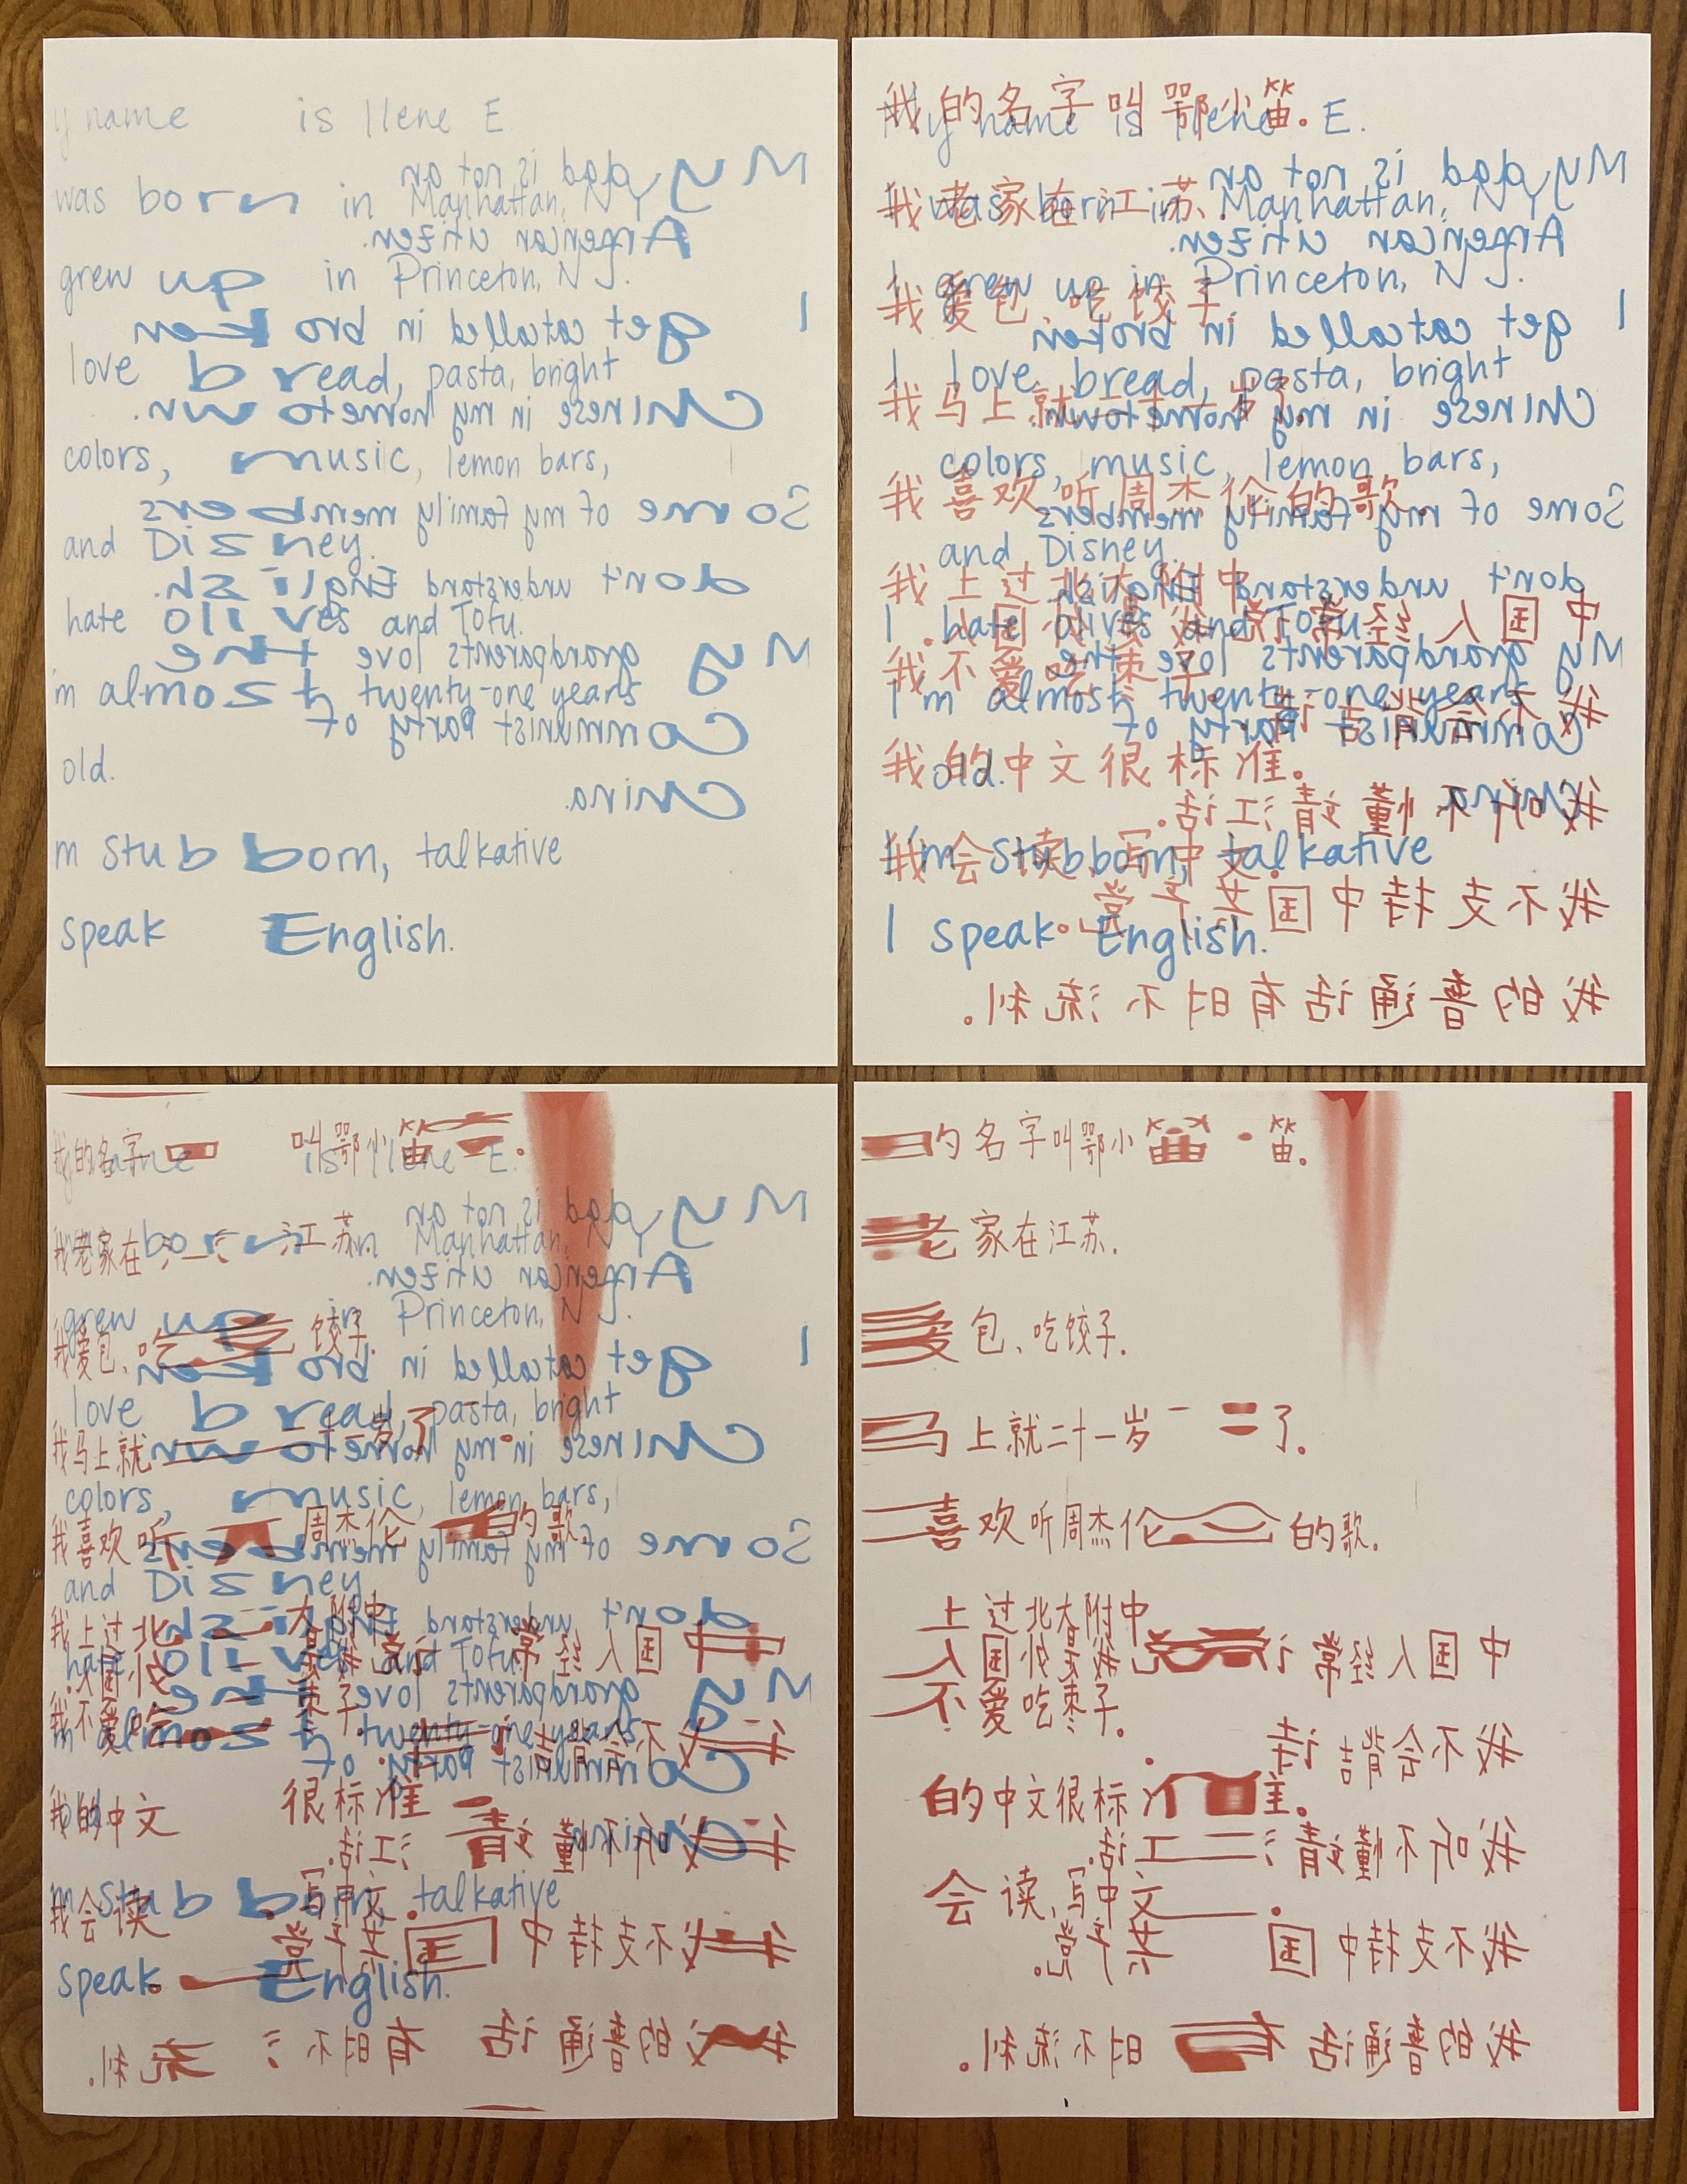 y name is Ilene E.
My dad is not an
was born in Manhattan, NY
American citizen.
grew up in Princeton, NJ.
I get catcalled in broken
love bread, pasta, bright
Chinese in my hometown.
colors, music, lemon bars,
Some of my family members
and Disney.
don't understand English.
hate olives and Tofu.
My grandparents love the
m almost twenty-one years
Communist Party of
old.
China.
m stubborn, talkative
speak English.
我的名字叫鄂小笛。
My name is Ilene E.
My dad is not an
我老家在江苏.
I was born in Manhattan, NY
American citizen.
I grew up in Princeton, NJ.
我爱包、吃饺子.
I get catcalled in broken
I love bread, pasta, bright
我马上就二十一岁了.
Chinese in my hometown.
colors, music, lemon bars,
我喜欢听周杰伦的歌.
Some of my family members
and Disney.
我上过北大附中
don't understand English.
中国人经常
I hate olives and Tofu.
My grandparents love the
我不爱吃枣子.
I'm almost twenty-one years
我不会背古诗
Communist Party of
old.
我的中文很标准。
China.
我听不懂这青江话。
I'm stubborn, talkative
我会读、写中文.
我不支持中国共产党。
I speak English.
我的普通话有时不流利。
我的名字叫鄂小笛.
is Ilene E.
My dad is not an
我老家在江苏.
born in Manhattan, NY
American citizen.
grew up in Princeton, NJ.
我爱包、吃饺子.
I get catcalled in broken
love bread, pasta, bright
我马上就二十一岁了.
Chinese in my hometown.
colors, music, lemon bars,
我喜欢听周杰伦的歌
Some of my family members
and Disney
我上过北大附中
don't understand English.
中国人经常
hate olives and Tofu.
My grandparents love the
我不爱吃枣子.
m almost twenty-one years
我不会背古诗
Communist Party of
我的中文很标准
old
我听不懂这青江话.
China
m stubborn, talkative
我会读、写中文.
我不支持中国共产党
speak English.
我的普通话有时不流利.
的名字叫鄂小笛.
老家在江苏.
爱包、吃饺子.
马上就二十一岁了.
喜欢听周杰伦的歌.
上过北大附中
中国人经常
不爱吃枣子.
我不会背古诗
的中文很标准.
我听不懂这青江话.
会读、写中文.
我不支持中国共产党。
我的普通话有时不流利。